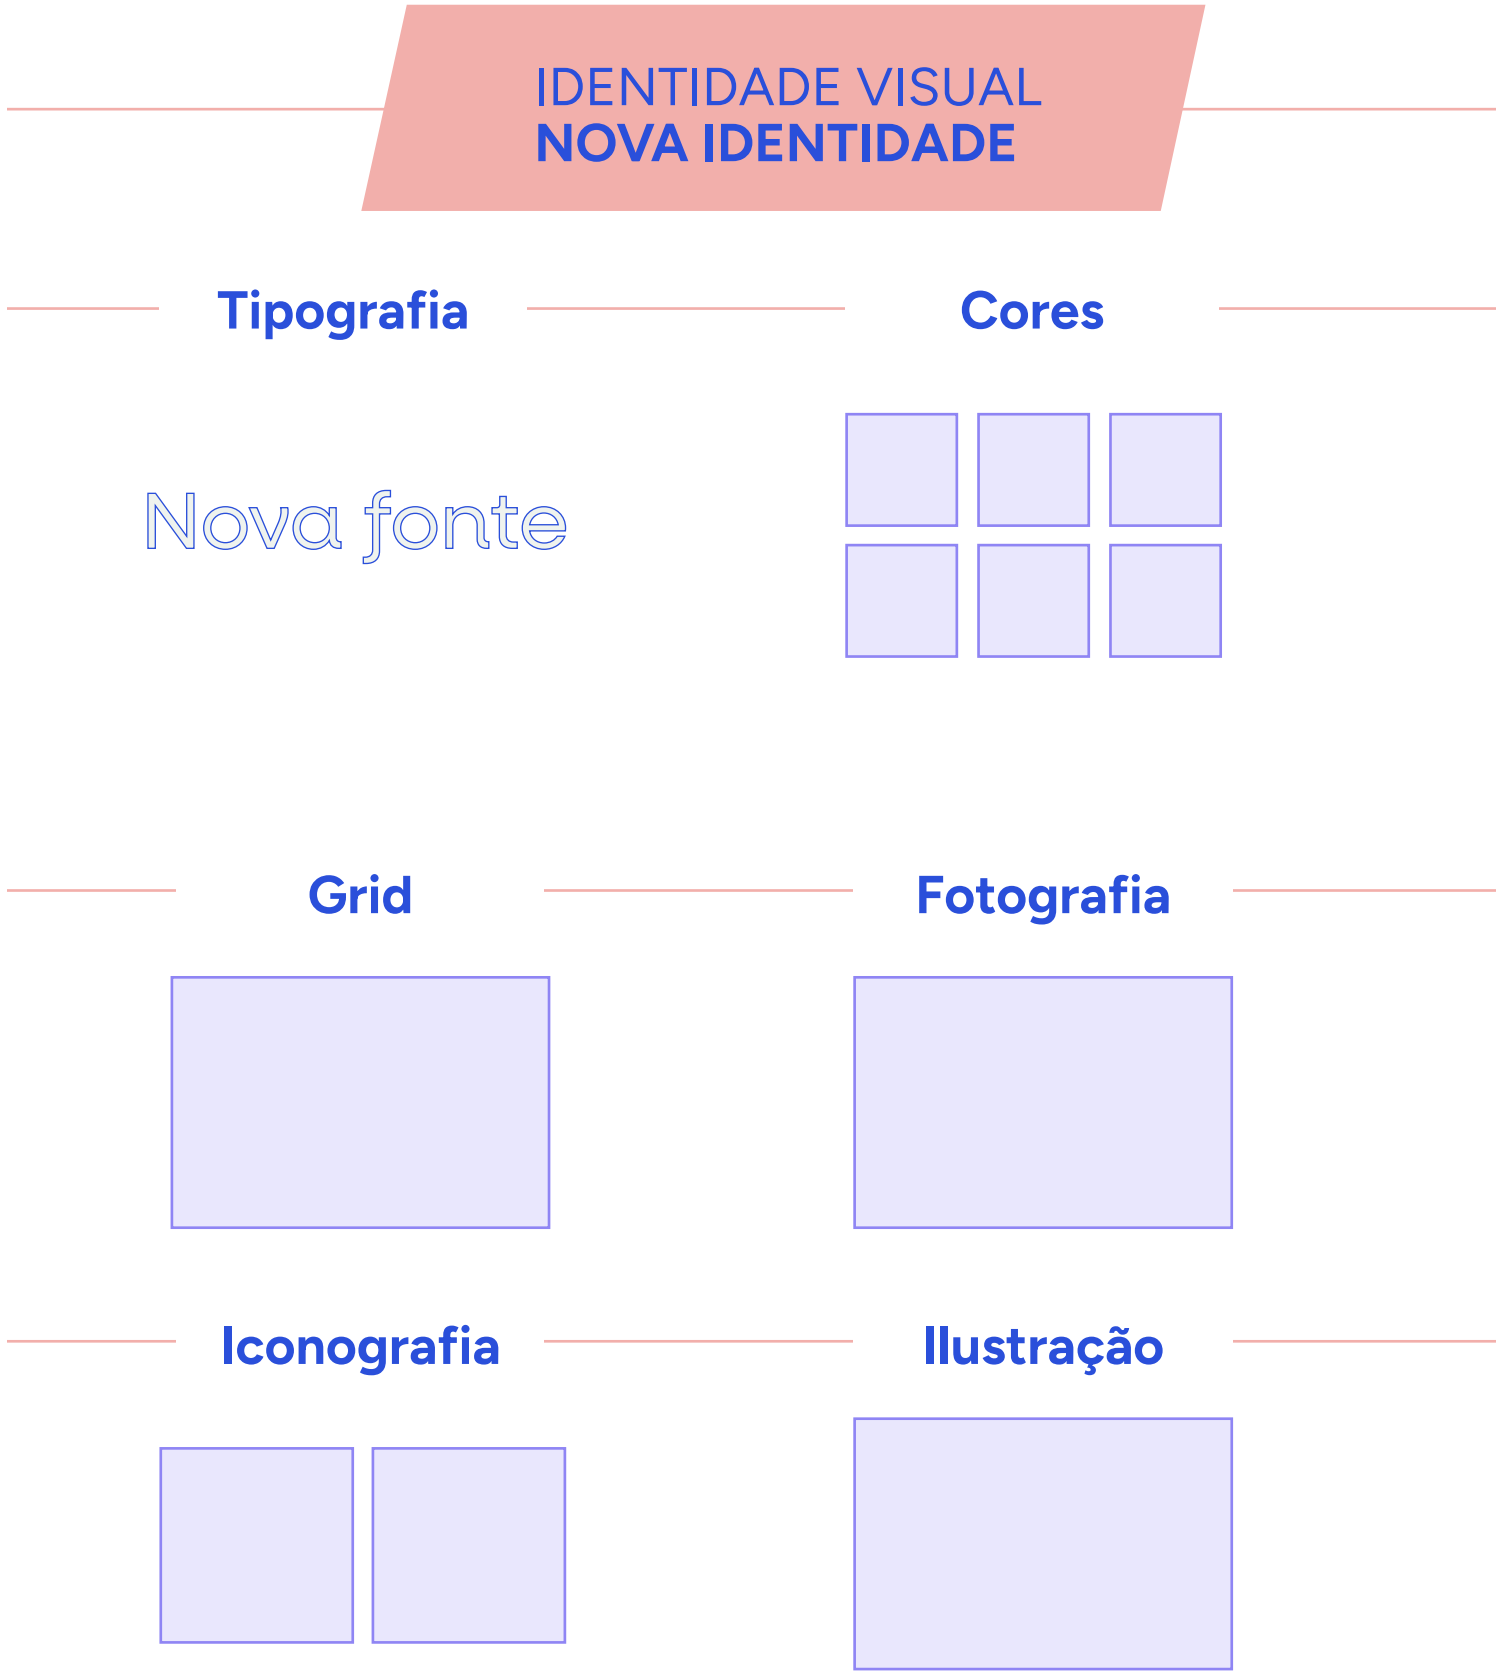 IDENTIDADE VISUAL
NOVA IDENTIDADE
Tipografia
Cores
Nova fonte
Grid
Fotografia
Iconografia
Ilustração